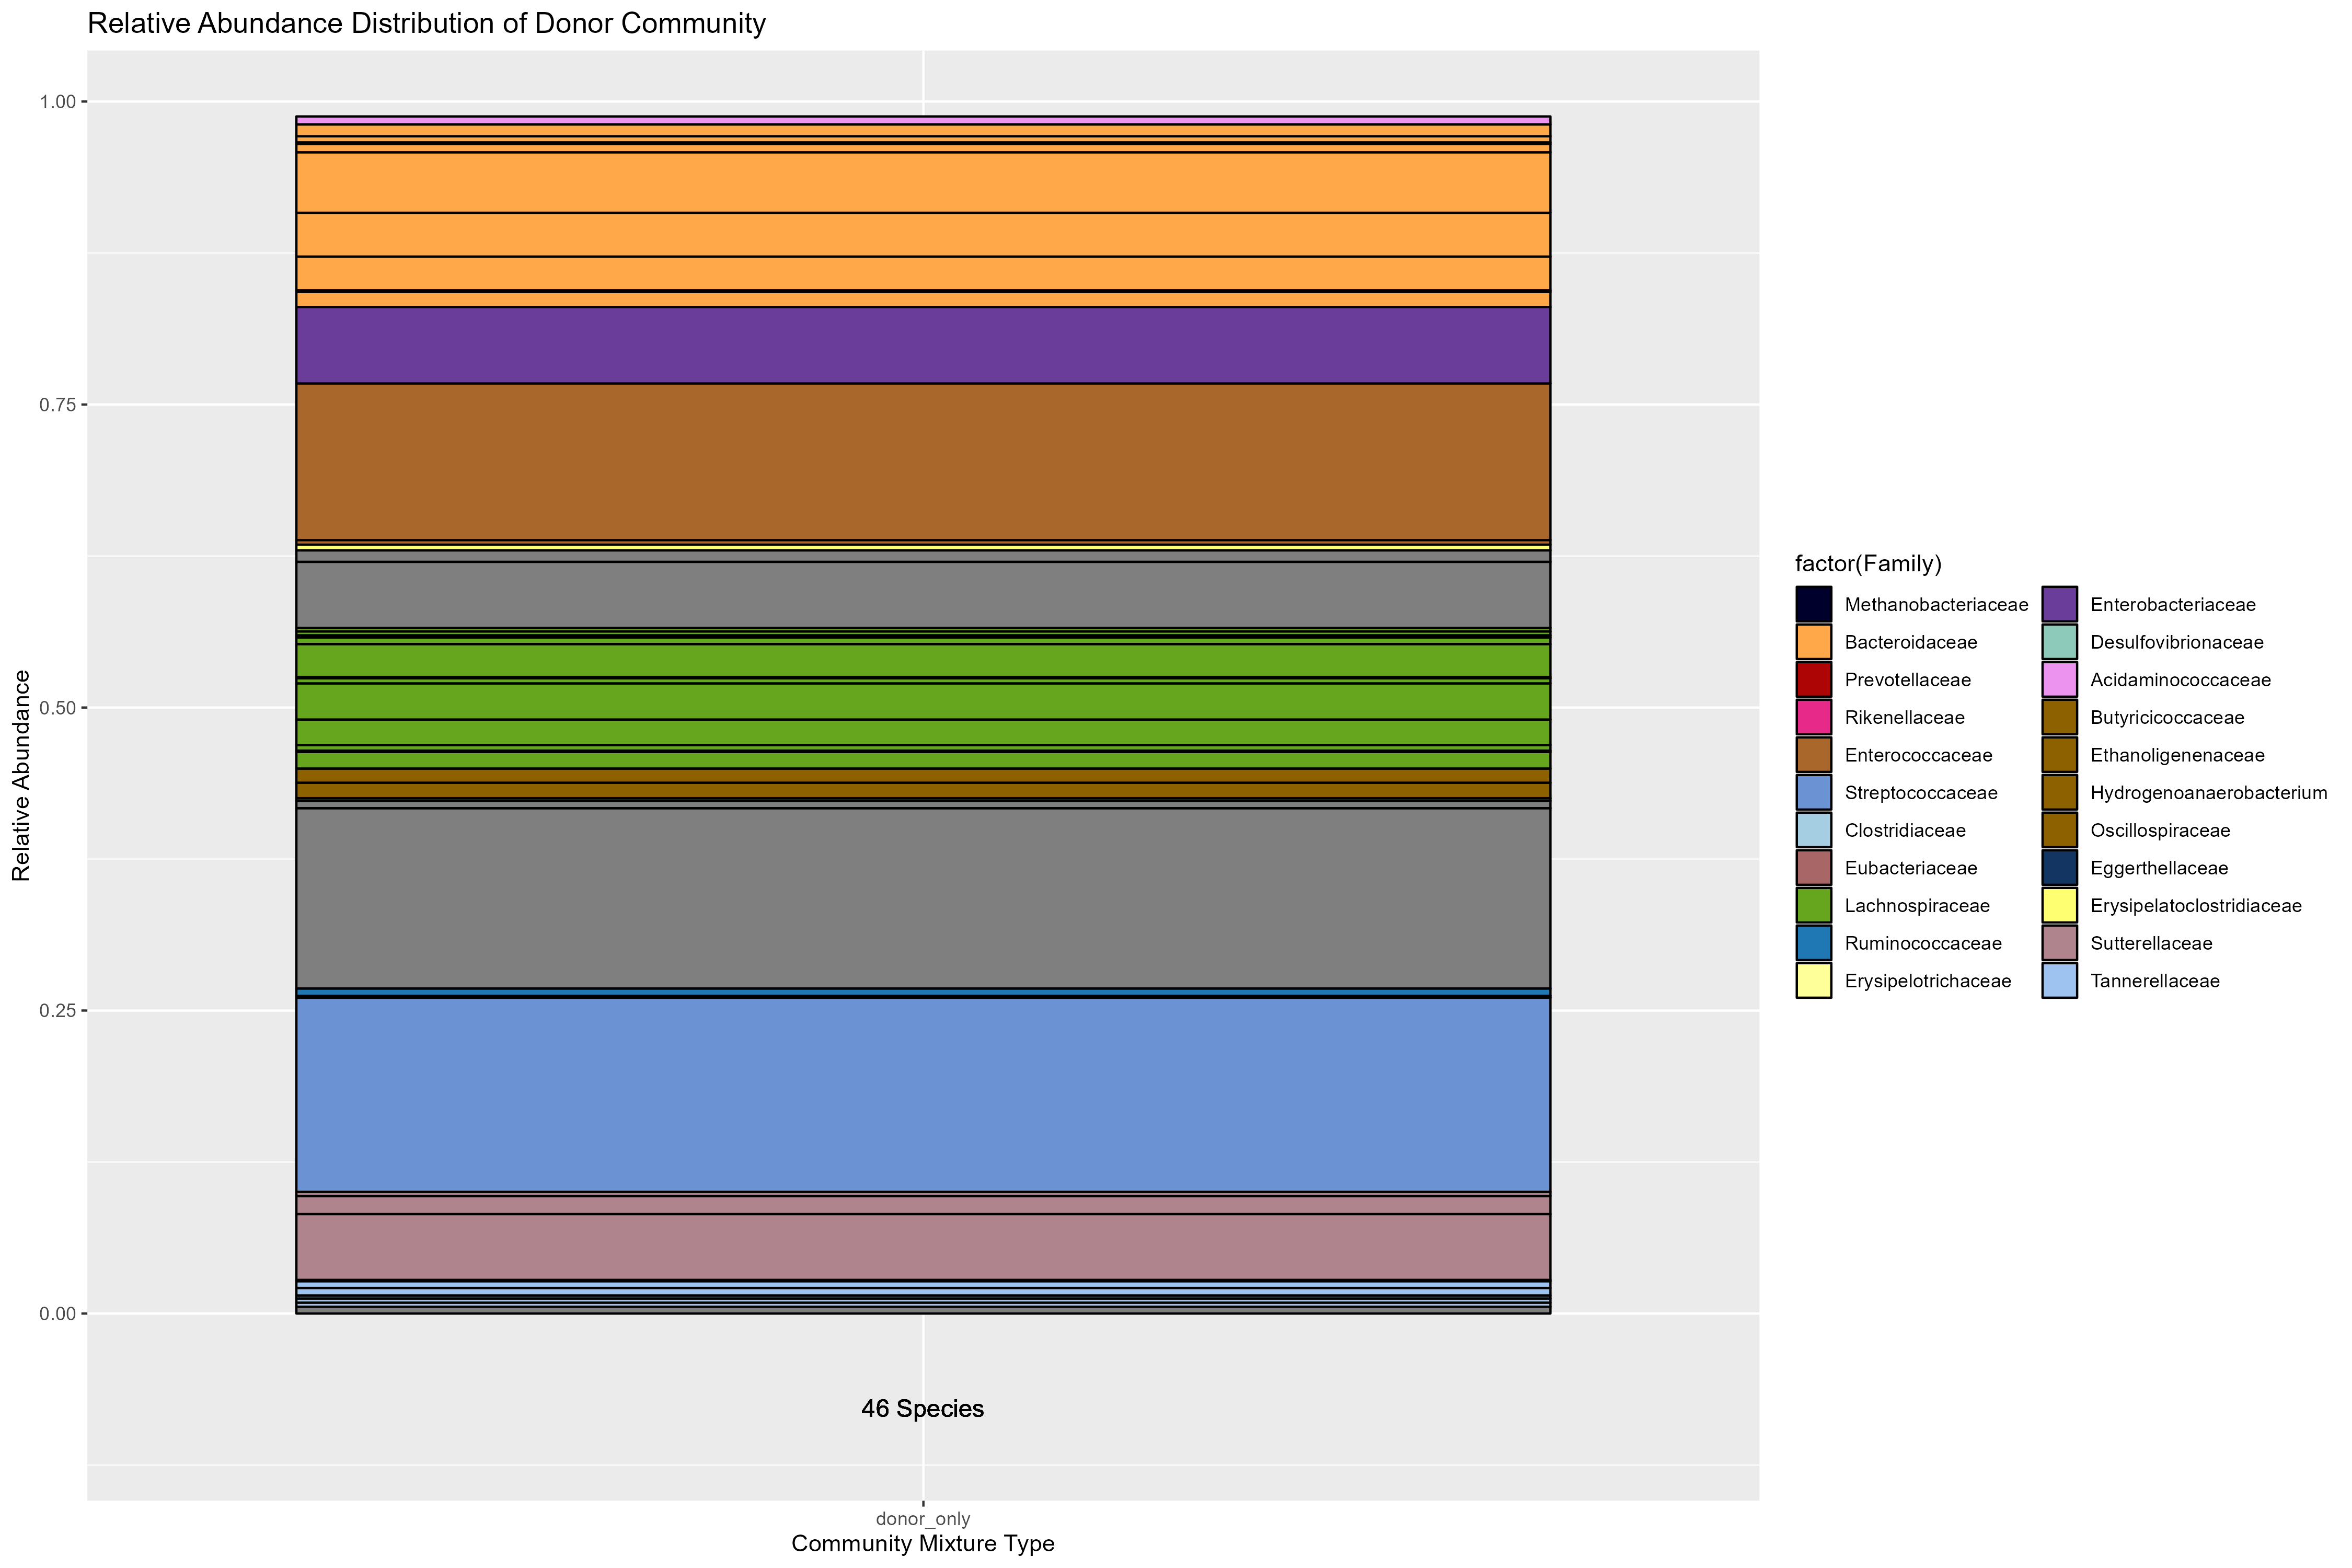 Relative Abundance Distribution of Donor Community
1.00
0.75
0.50
0.25
0.00
Relative Abundance
46 Species
donor_only
Community Mixture Type
factor(Family)
Methanobacteriaceae
Bacteroidaceae
Prevotellaceae
Rikenellaceae
Enterococcaceae
Streptococcaceae
Clostridiaceae
Eubacteriaceae
Lachnospiraceae
Ruminococcaceae
Erysipelotrichaceae
Enterobacteriaceae
Desulfovibrionaceae
Acidaminococcaceae
Butyricicoccaceae
Ethanoligenenaceae
Hydrogenoanaerobacterium
Oscillospiraceae
Eggerthellaceae
Erysipelatoclostridiaceae
Sutterellaceae
Tannerellaceae